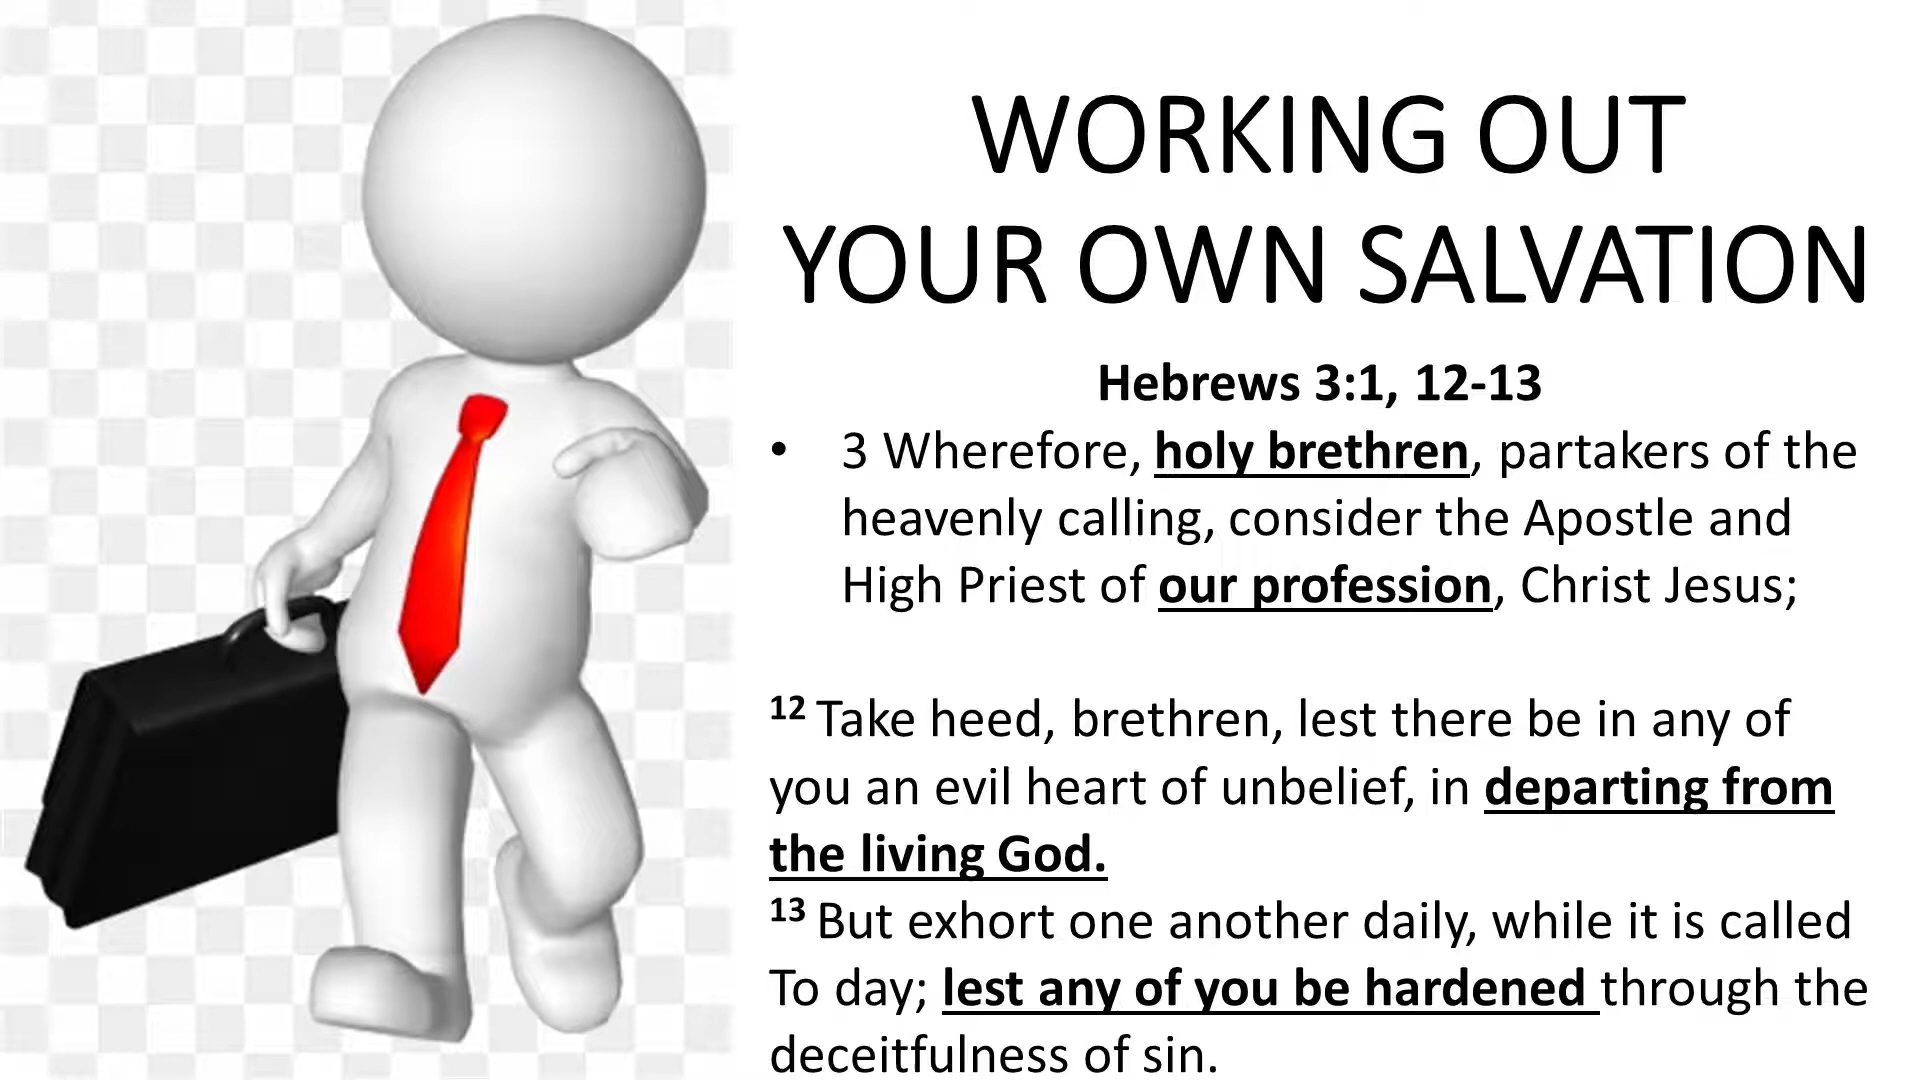 WORKING OUT
YOUR OWN SALVATION
Hebrews 3:1, 12-13
• 3 Wherefore, holy brethren, partakers of the
heavenly calling, consider the Apostle and
High Priest of our profession, Christ Jesus;
12 Take heed, brethren, lest there be in any of
you an evil heart of unbelief, in departing from
the living God.
13 But exhort one another daily, while it is called
To day; lest any of you be hardened through the
deceitfulness of sin.